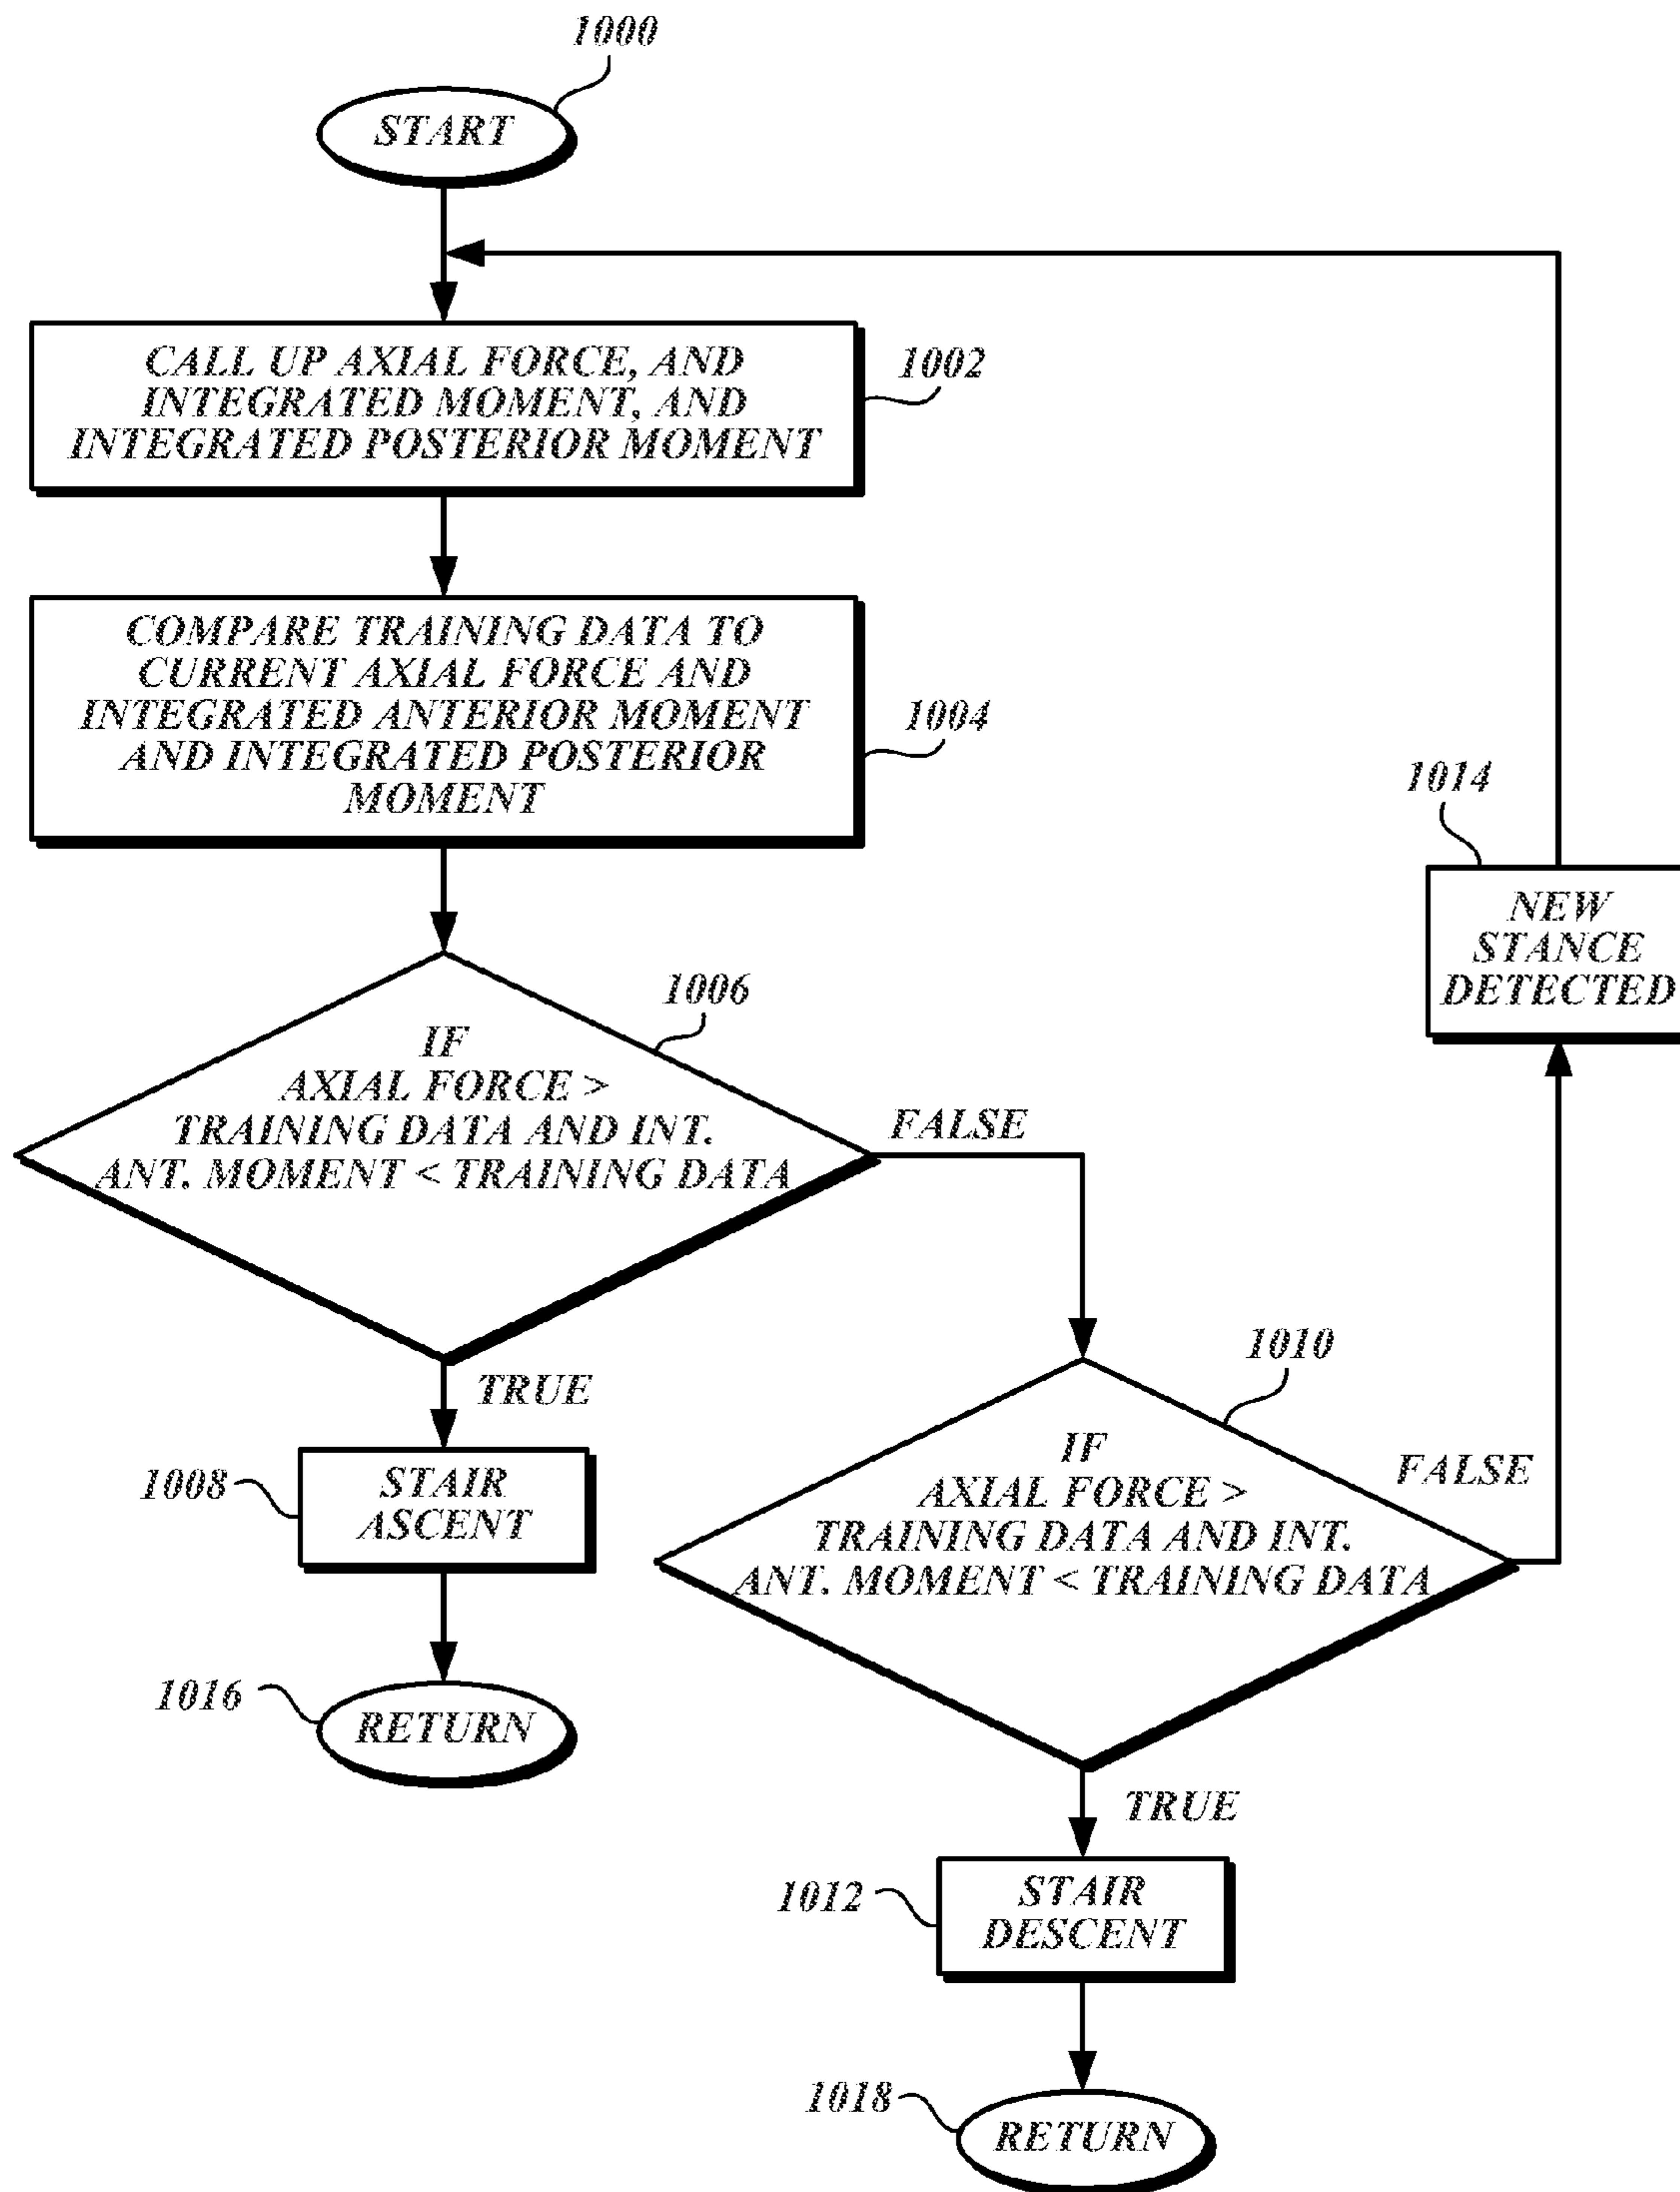 1000
START
CALL UP AXIAL FORCE, AND
INTEGRATED MOMENT, AND
INTEGRATED POSTERIOR MOMENT
1002
COMPARE TRAINING DATA TO
CURRENT AXIAL FORCE AND
INTEGRATED ANTERIOR MOMENT
AND INTEGRATED POSTERIOR
MOMENT
1004
1014
NEW
STANCE
DETECTED
1006
IF
AXIAL FORCE >
TRAINING DATA AND INT.
ANT. MOMENT < TRAINING DATA
FALSE
TRUE
1008
STAIR
ASCENT
1016
RETURN
1010
IF
AXIAL FORCE >
TRAINING DATA AND INT.
ANT. MOMENT < TRAINING DATA
FALSE
TRUE
1012
STAIR
DESCENT
1018
RETURN